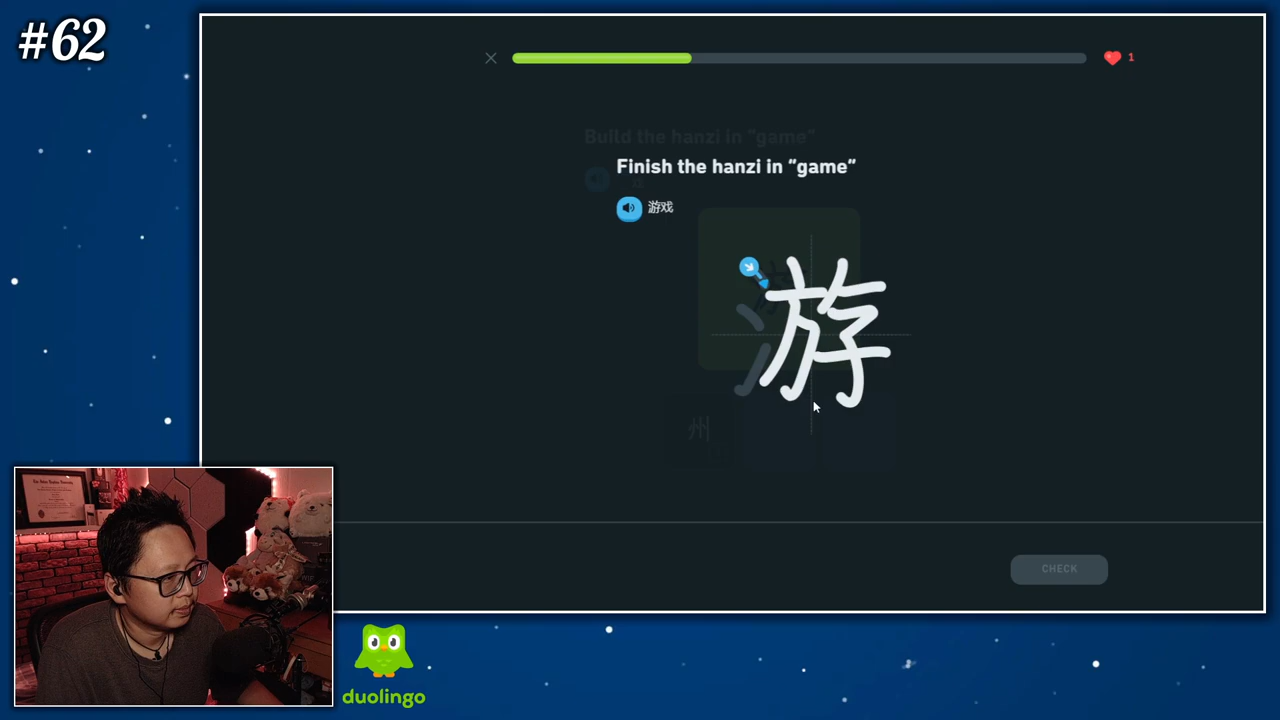 #62
1
Build the hanzi in "game"
Finish the hanzi in “game”
游戏
游
州
CHECK
duolingo